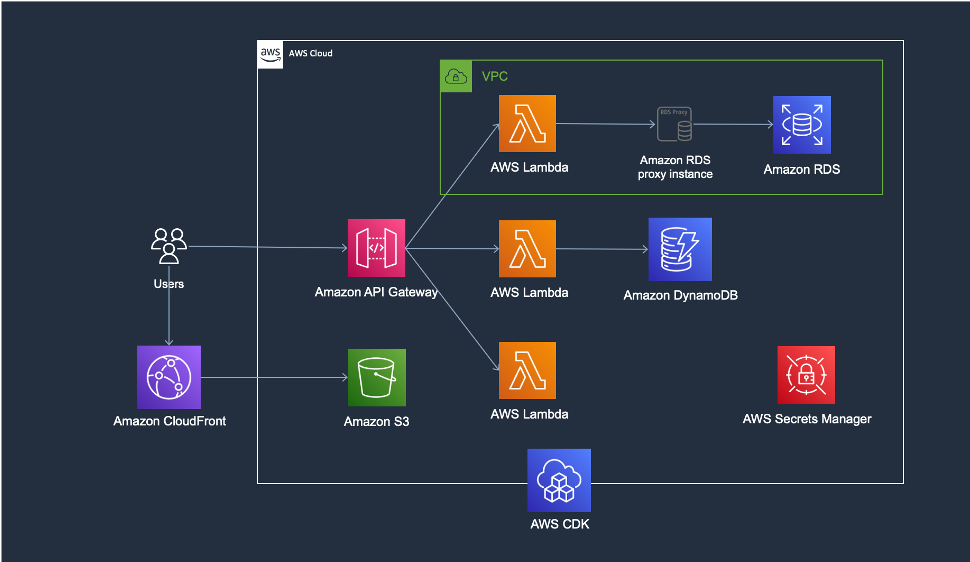 aws
AWS Cloud
VPC
AWS Lambda
RDS Proxy
Amazon RDS
proxy instance
Amazon RDS
Users
Amazon API Gateway
AWS Lambda
Amazon DynamoDB
Amazon CloudFront
Amazon S3
AWS Lambda
AWS Secrets Manager
AWS CDK